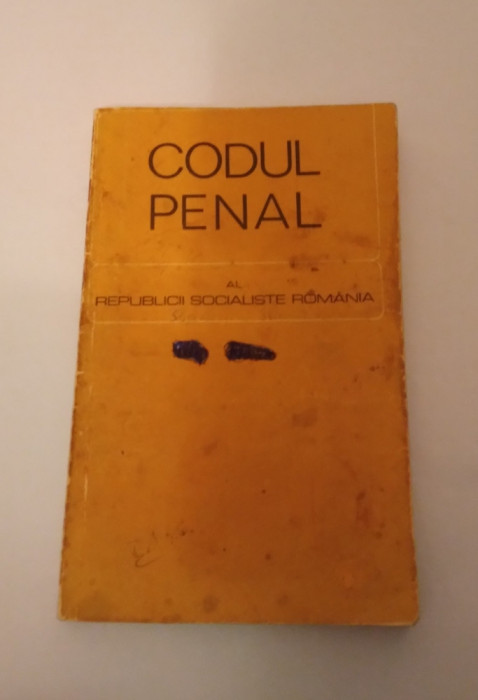 CODUL
PENAL
AL
REPUBLICII SOCIALISTE ROMÂNIA